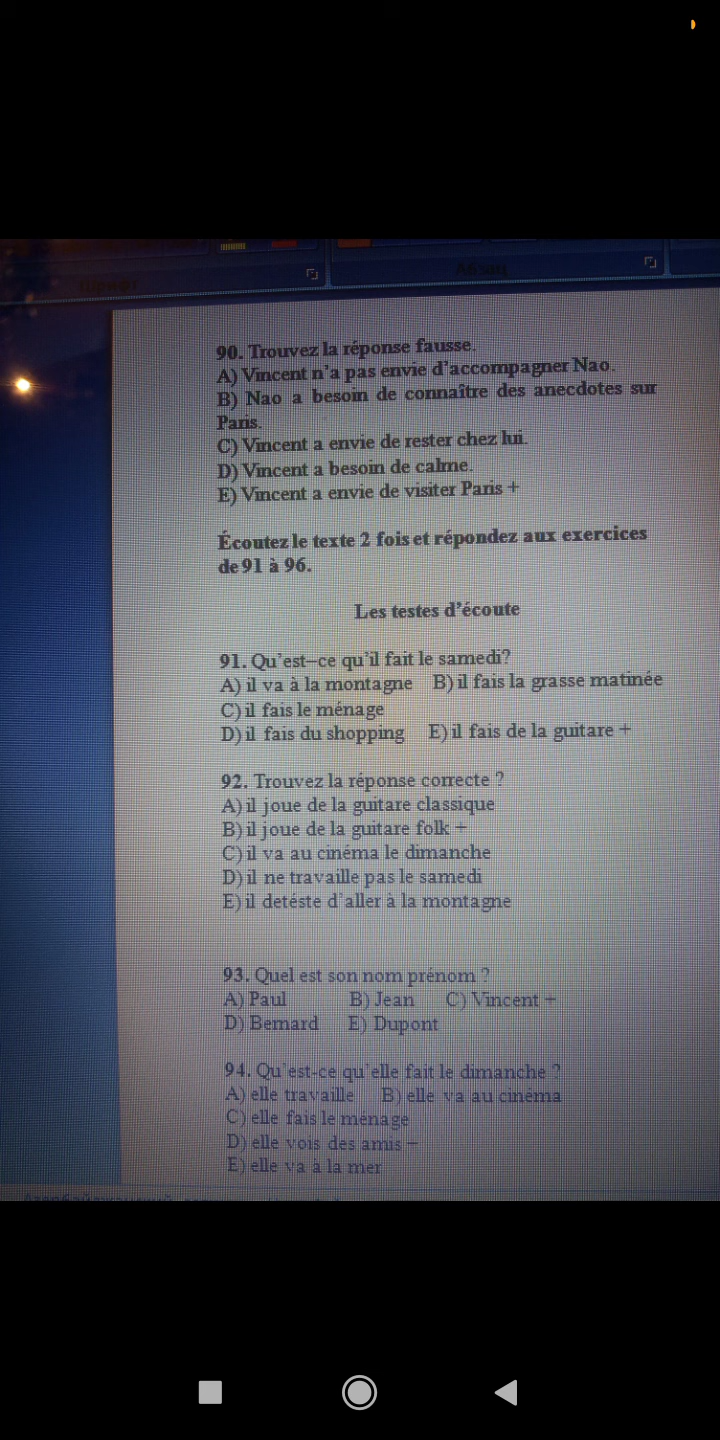 Шрифт
Абзац
90. Trouvez la réponse fausse.
A) Vincent n'a pas envie d'accompagner Nao.
B) Nao a besoin de connaître des anecdotes sur
Paris.
C) Vincent a envie de rester chez lui.
D) Vincent a besoin de calme.
E) Vincent a envie de visiter Paris +
Écoutez le texte 2 fois et répondez aux exercices
de 91 à 96.
Les testes d'écoute
91. Qu'est–ce qu'il fait le samedi?
A) il va à la montagne B) il fais la grasse matinée
C) il fais le ménage
D) il fais du shopping E) il fais de la guitare +
92. Trouvez la réponse correcte ?
A) il joue de la guitare classique
B) il joue de la guitare folk +
C) il va au cinéma le dimanche
D) il ne travaille pas le samedi
E) il detéste d'aller à la montagne
93. Quel est son nom prénom ?
A) Paul B) Jean C) Vincent +
D) Bernard E) Dupont
94. Qu'est-ce qu'elle fait le dimanche ?
A) elle travaille B) elle va au cinéma
C) elle fais le ménage
D) elle vois des amis +
E) elle va à la mer